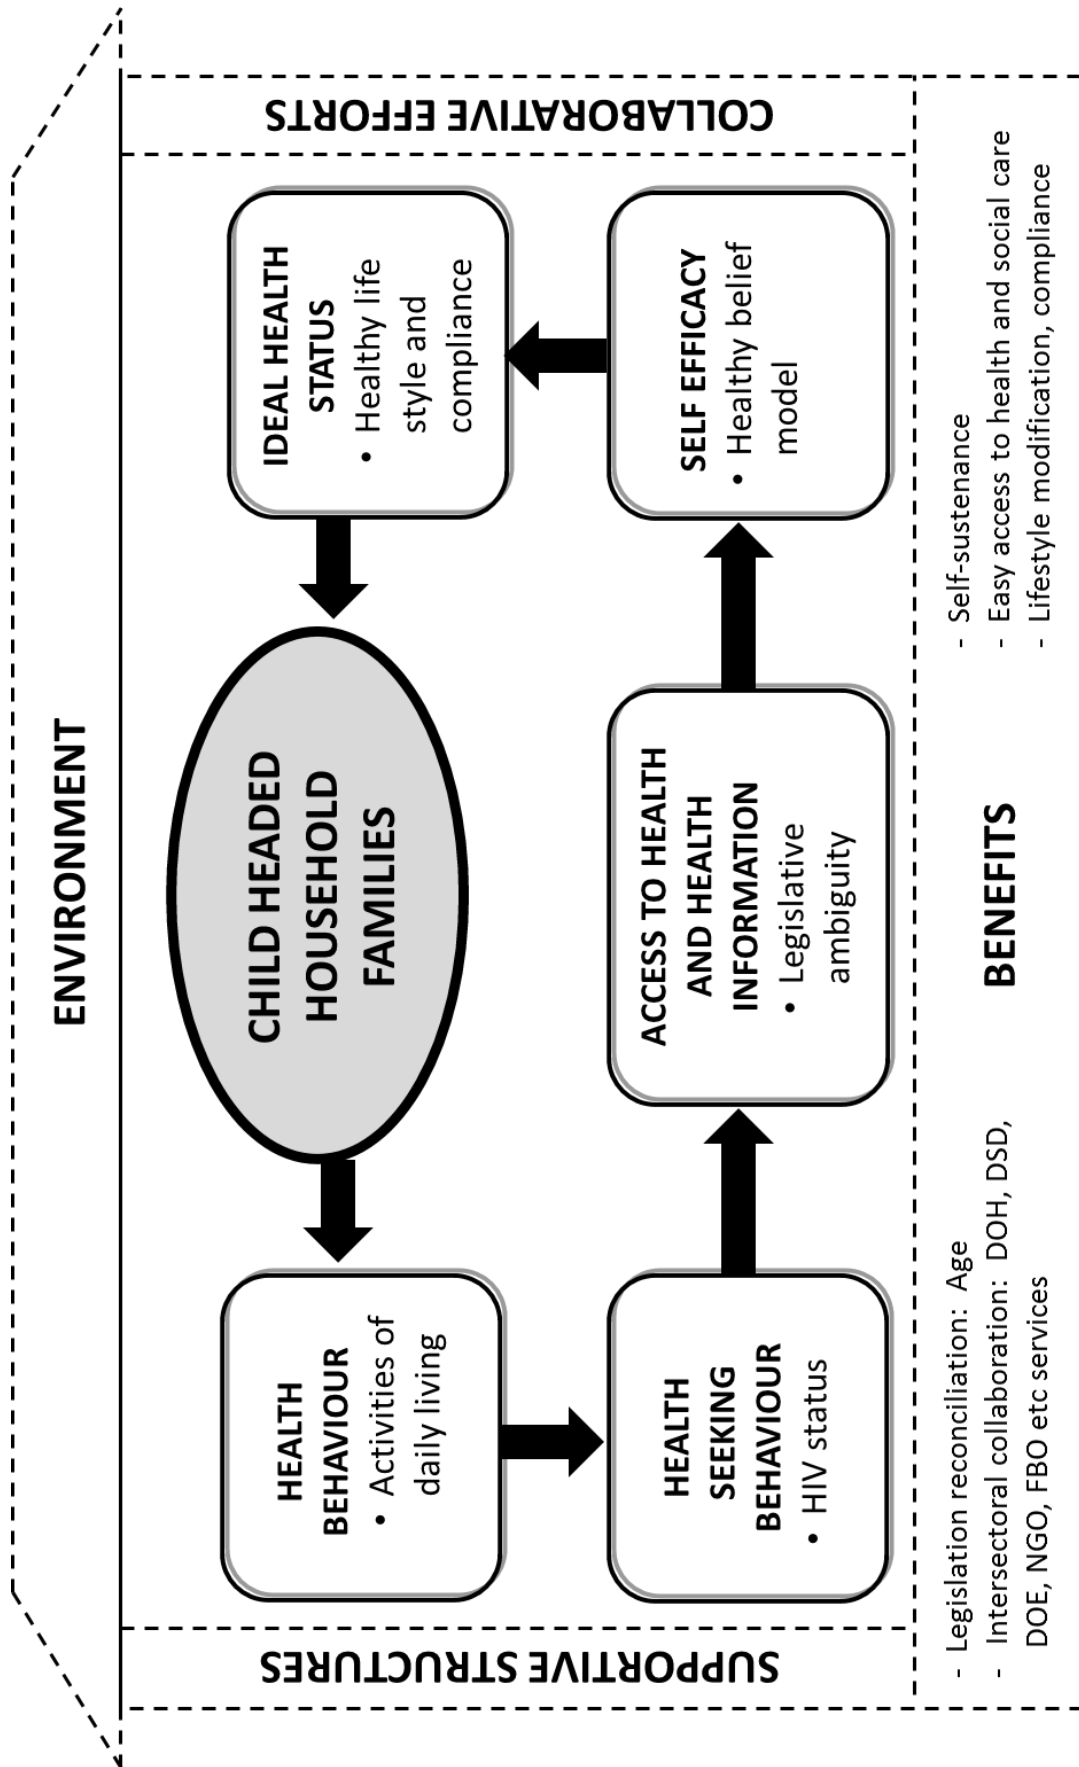 ENVIRONMENT
SUPPORTIVE STRUCTURES
HEALTH
BEHAVIOUR
• Activities of
daily living
CHILD HEADED
HOUSEHOLD
FAMILIES
IDEAL HEALTH
STATUS
• Healthy life
style and
compliance
HEALTH
SEEKING
BEHAVIOUR
• HIV status
ACCESS TO HEALTH
AND HEALTH
INFORMATION
• Legislative
ambiguity
SELF EFFICACY
• Healthy belief
model
COLLABORATIVE EFFORTS
- Legislation reconciliation: Age
- Intersectoral collaboration: DOH, DSD,
DOE, NGO, FBO etc services
BENEFITS
- Self-sustenance
- Easy access to health and social care
- Lifestyle modification, compliance